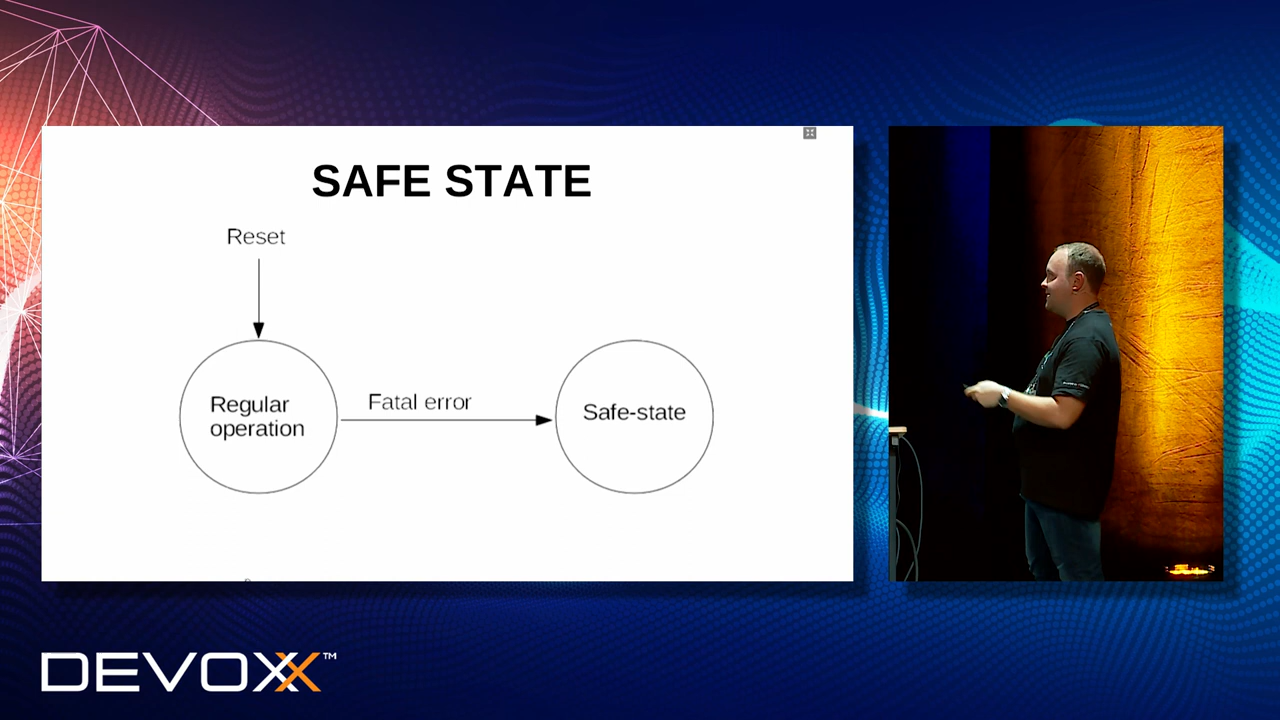 SAFE STATE
Reset
Regular
operation
Fatal error
Safe-state
DEVOXX™